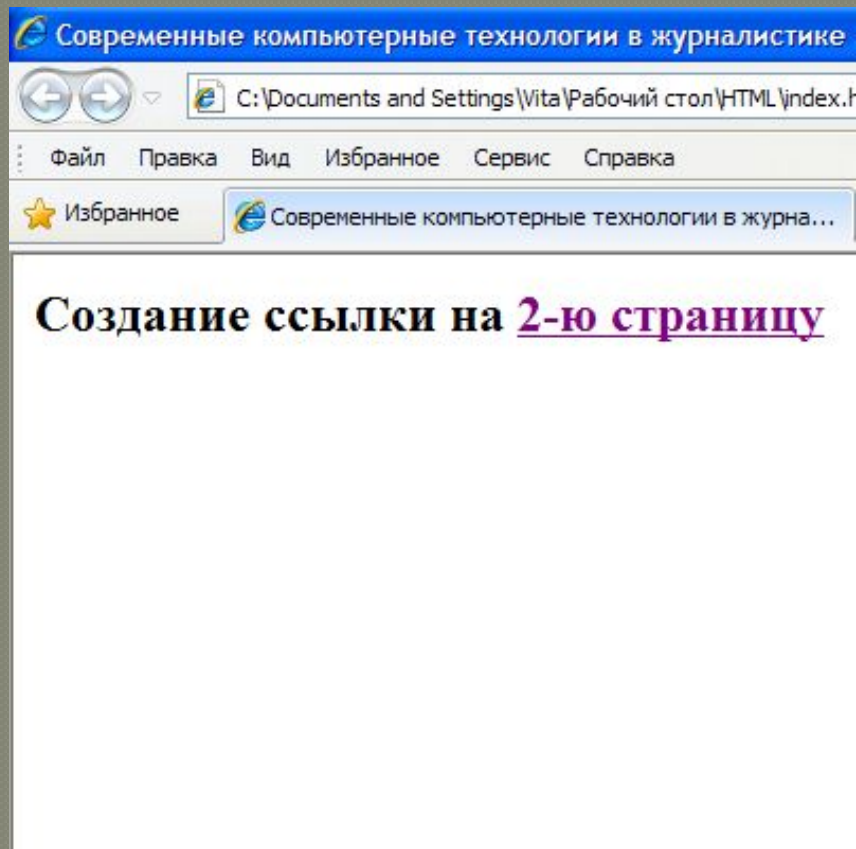 Современные компьютерные технологии в журналистике
C:\Documents and Settings\Vita\Рабочий стол\HTML\index.h
Файл Правка Вид Избранное Сервис Справка
Избранное Современные компьютерные технологии в журна...
Создание ссылки на 2-ю страницу